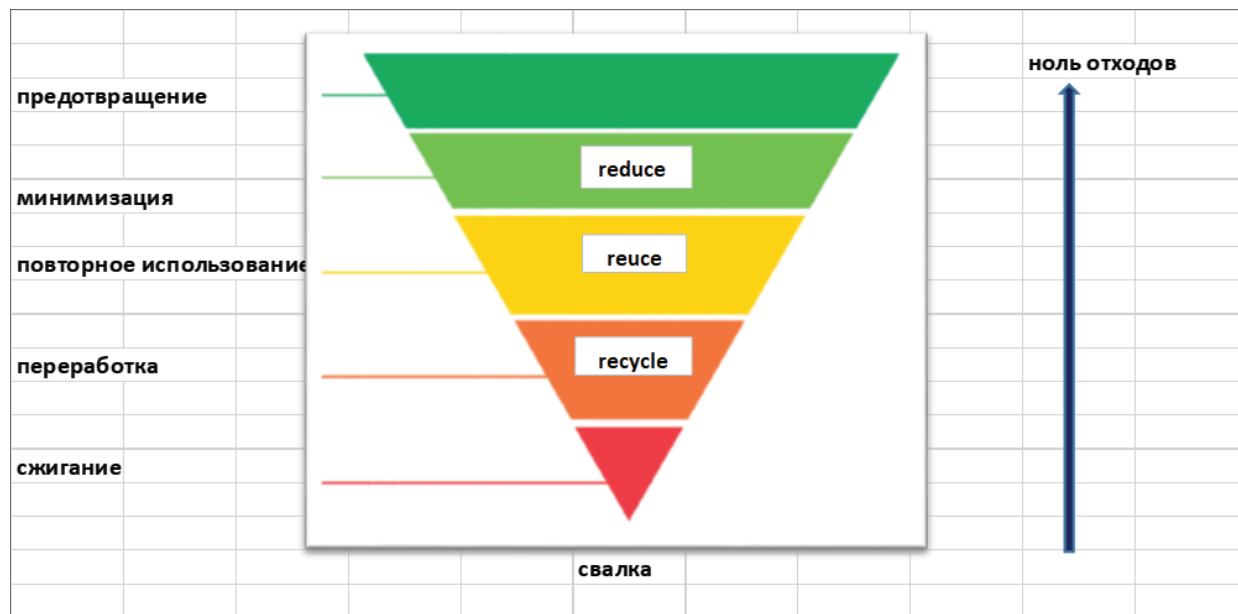 ноль отходов
предотвращение
reduce
минимизация
reuce
повторное использование
recycle
переработка
сжигание
свалка